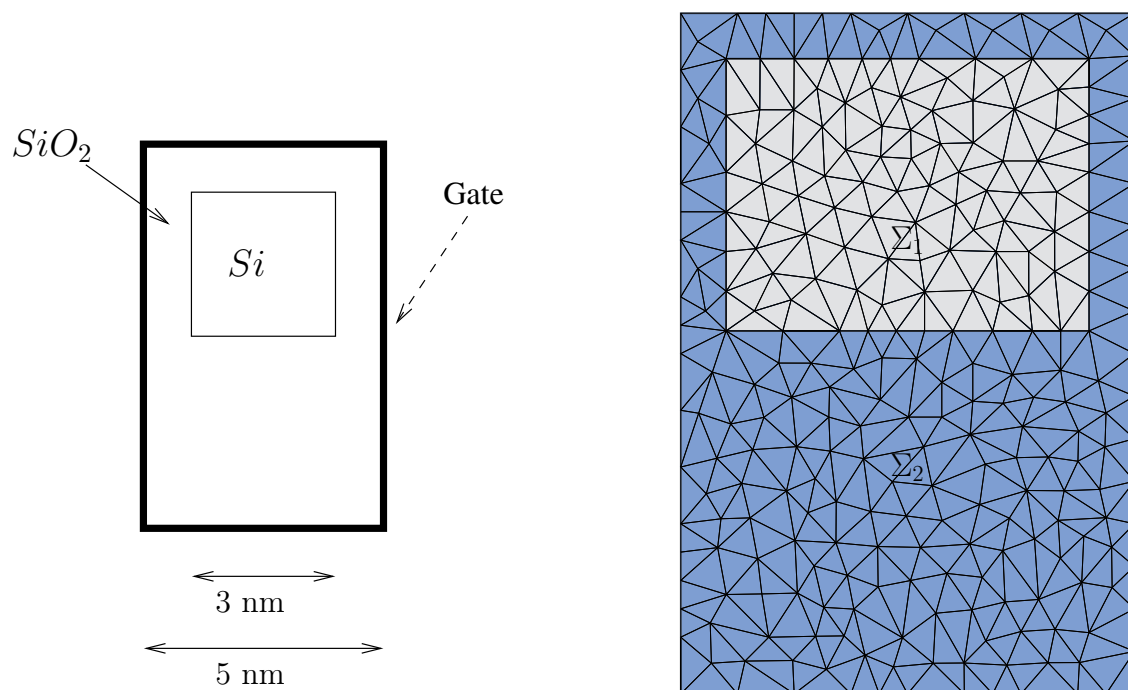 SiO₂
Gate
Si
3 nm
5 nm
Σ₁
Σ₂